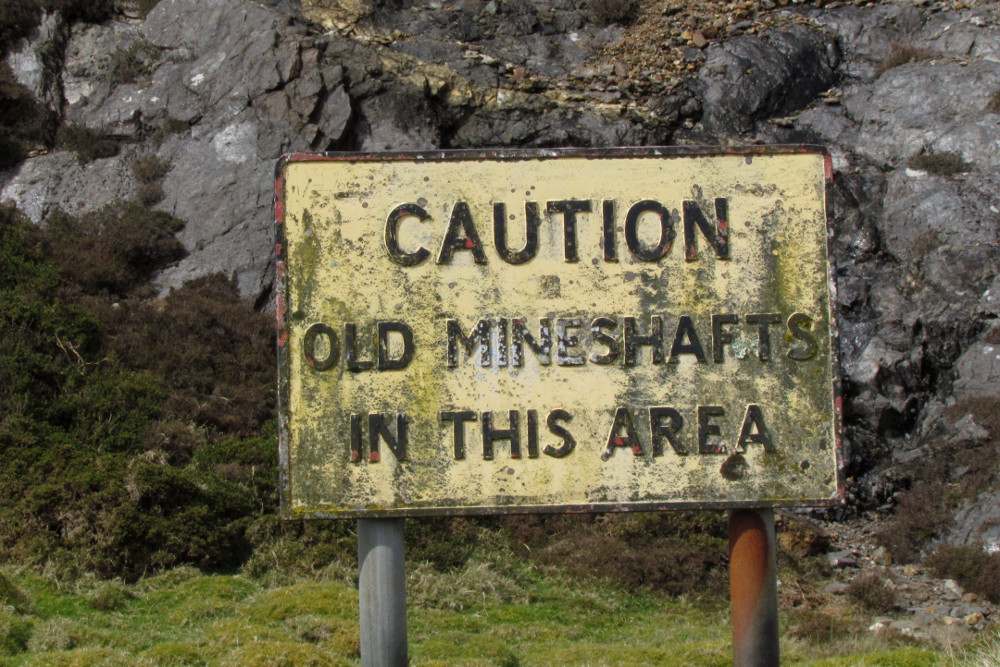 CAUTION
OLD MINESHAFTS
IN THIS AREA